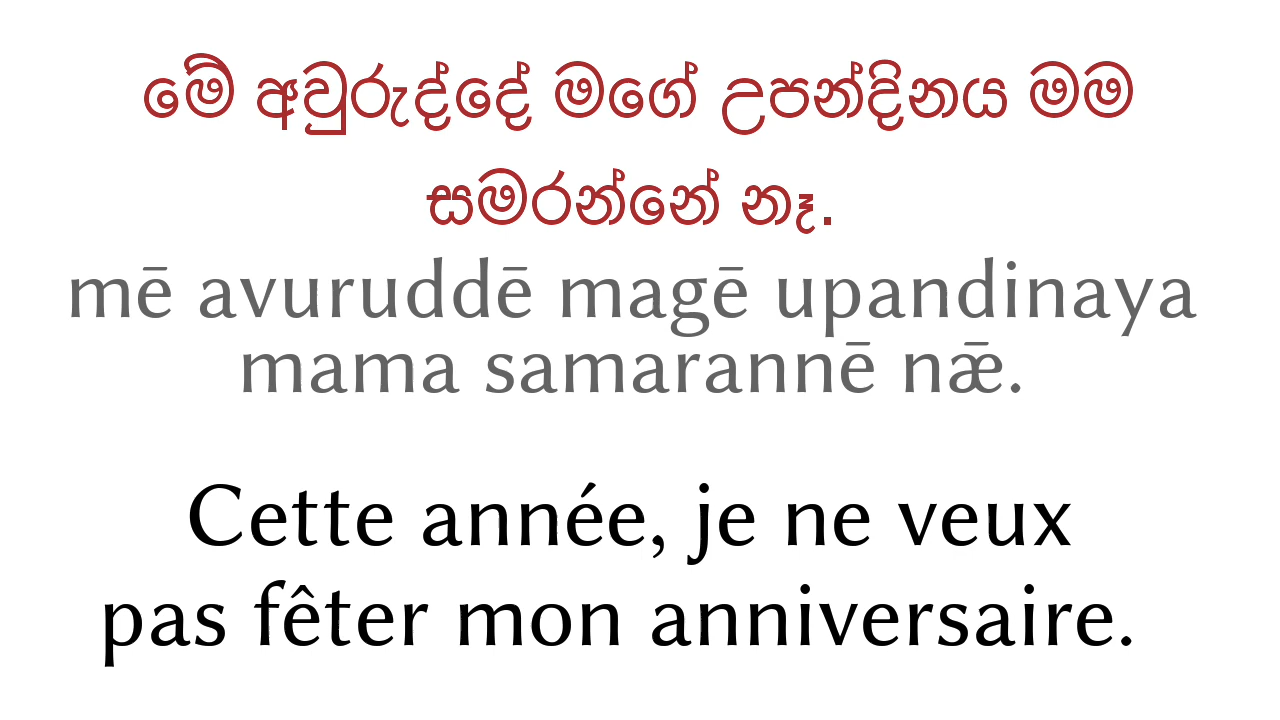 මේ අවුරුද්දේ මගේ උපන්දිනය මම
සමරන්නේ නෑ.
mē avuruddē magē upandinaya
mama samarannē nǣ.
Cette année, je ne veux
pas fêter mon anniversaire.